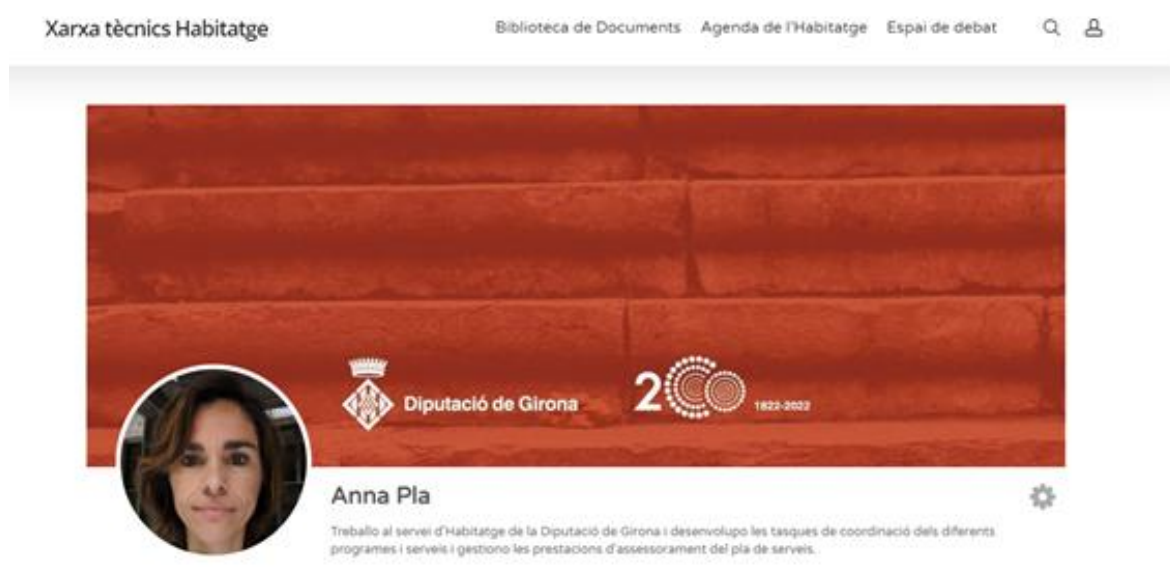 Xarxa tècnics Habitatge
Biblioteca de Documents Agenda de l'Habitatge Espai de debat
Diputació de Girona
200 1822-2022
Anna Pla
Treballo al servei d'Habitatge de la Diputació de Girona i desenvolupo les tasques de coordinació dels diferents
programes i serveis i gestiono les prestacions d'assessorament del pla de serveis.